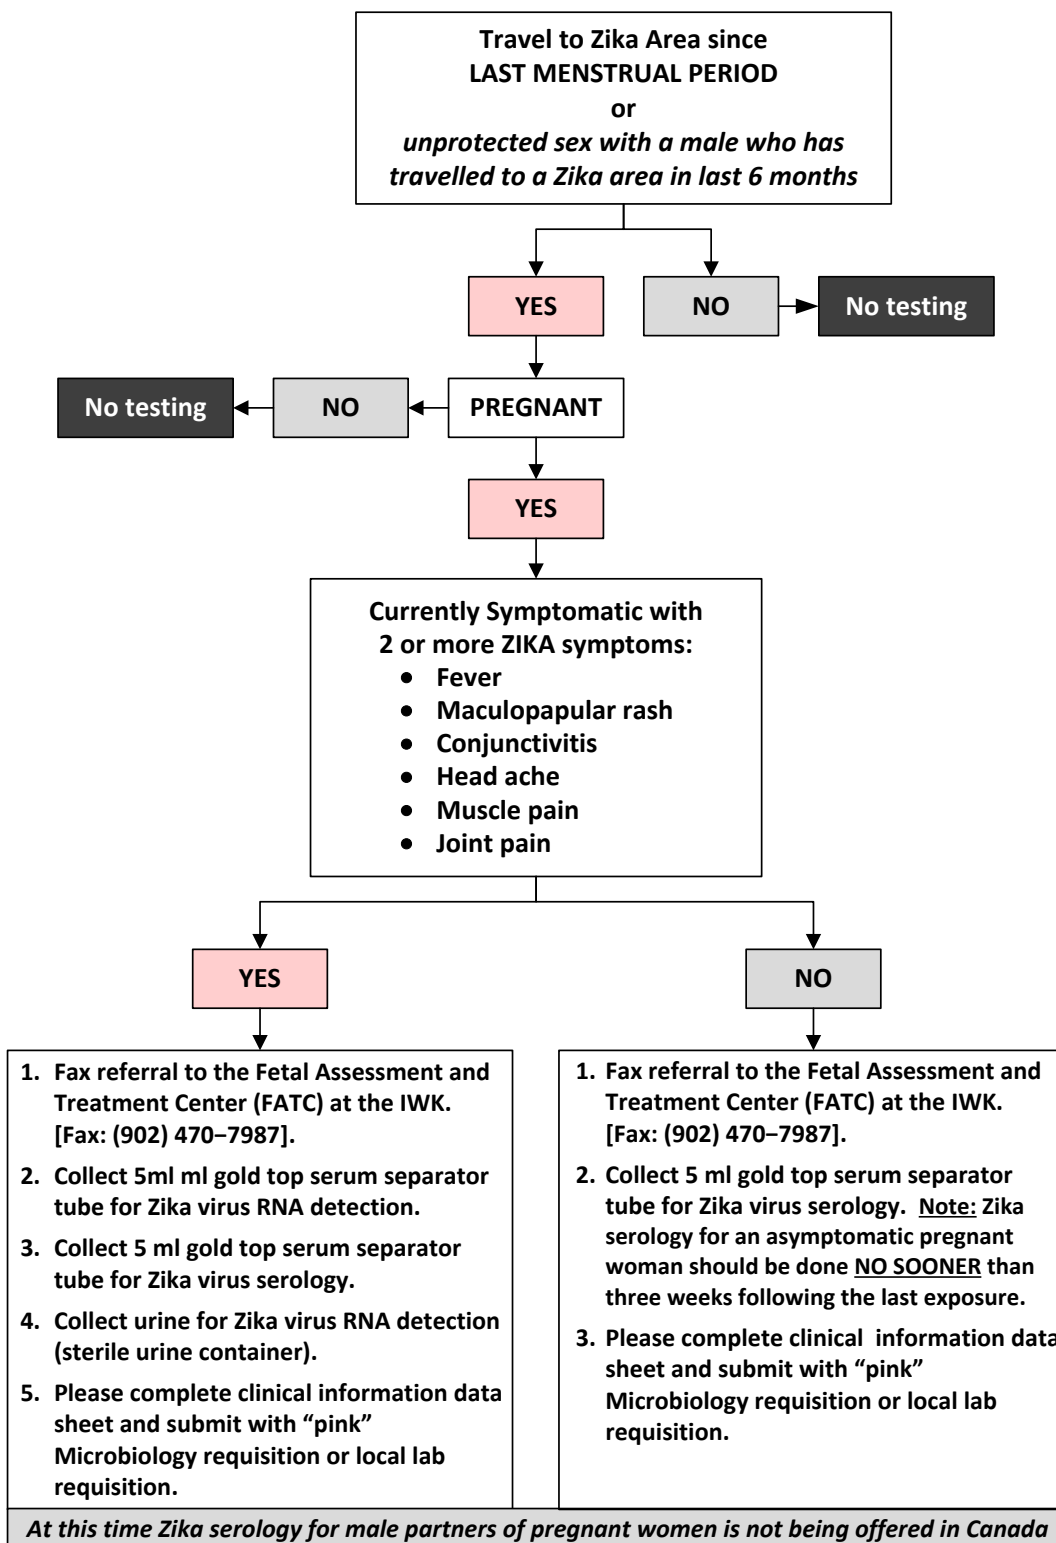 Travel to Zika Area since
LAST MENSTRUAL PERIOD
or
unprotected sex with a male who has
travelled to a Zika area in last 6 months
YES
NO
No testing
No testing
NO
PREGNANT
YES
Currently Symptomatic with
2 or more ZIKA symptoms:
● Fever
● Maculopapular rash
● Conjunctivitis
● Head ache
● Muscle pain
● Joint pain
YES
NO
1. Fax referral to the Fetal Assessment and
Treatment Center (FATC) at the IWK.
[Fax: (902) 470–7987].
2. Collect 5ml ml gold top serum separator
tube for Zika virus RNA detection.
3. Collect 5 ml gold top serum separator
tube for Zika virus serology.
4. Collect urine for Zika virus RNA detection
(sterile urine container).
5. Please complete clinical information data
sheet and submit with “pink”
Microbiology requisition or local lab
requisition.
1. Fax referral to the Fetal Assessment and
Treatment Center (FATC) at the IWK.
[Fax: (902) 470–7987].
2. Collect 5 ml gold top serum separator
tube for Zika virus serology. Note: Zika
serology for an asymptomatic pregnant
woman should be done NO SOONER than
three weeks following the last exposure.
3. Please complete clinical information data
sheet and submit with “pink”
Microbiology requisition or local lab
requisition.
At this time Zika serology for male partners of pregnant women is not being offered in Canada